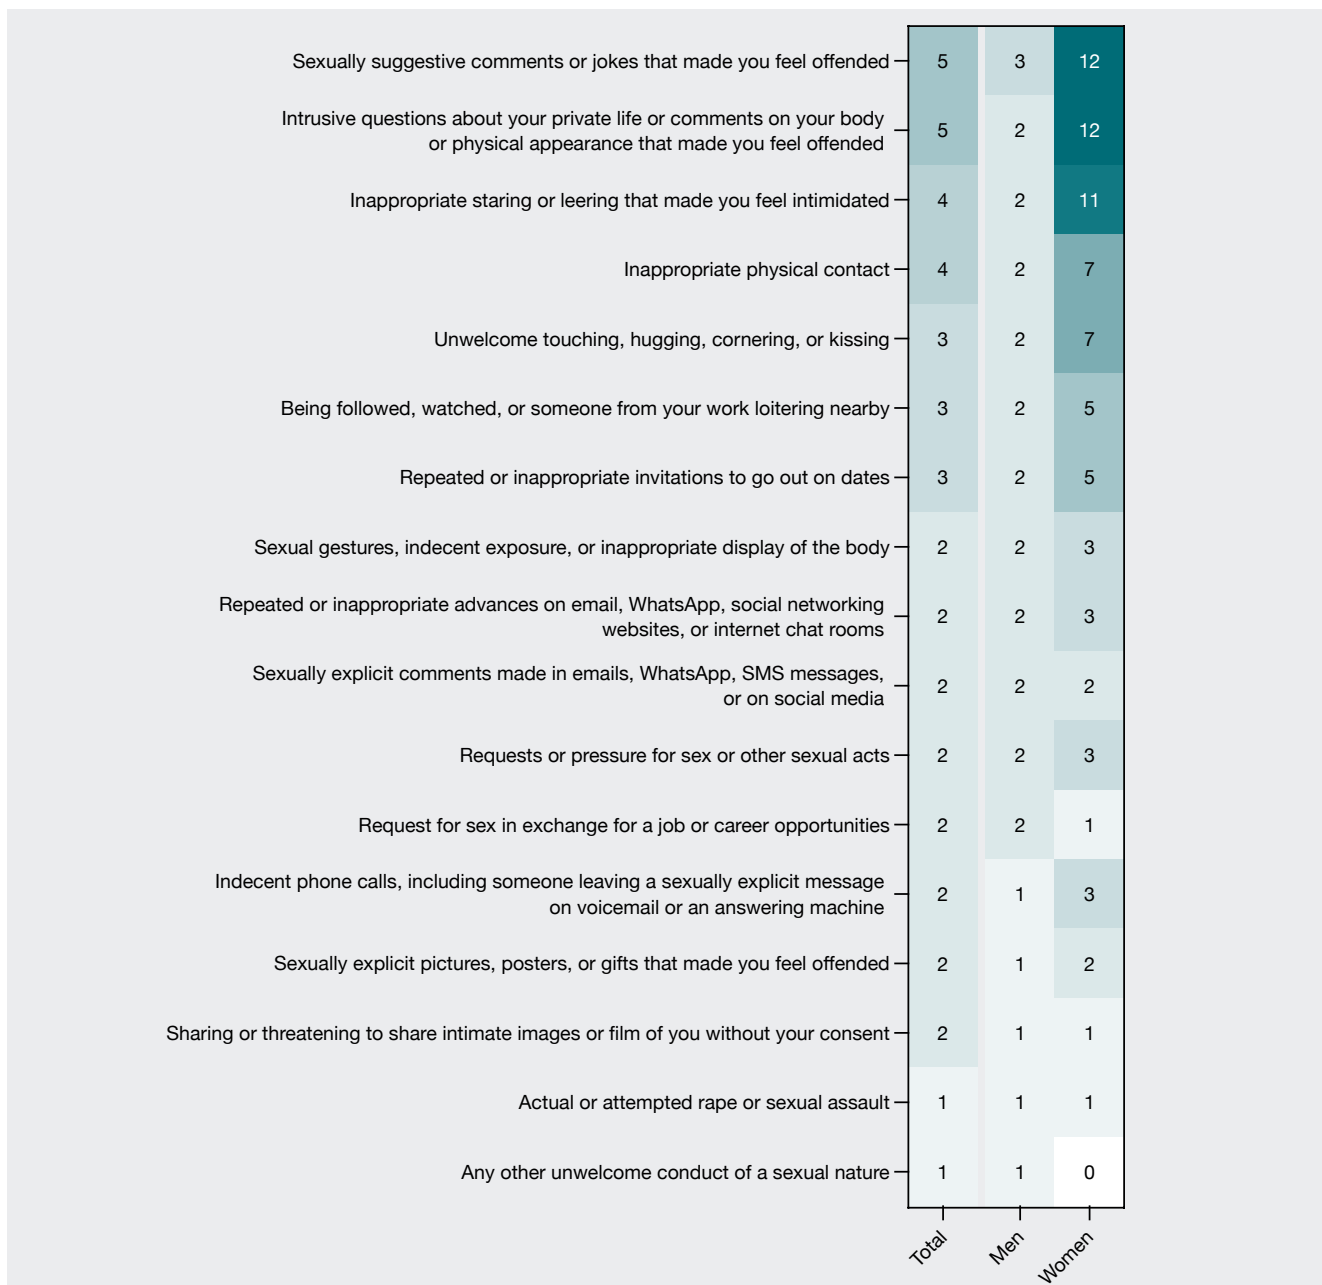 Sexually suggestive comments or jokes that made you feel offended 5 3 12
Intrusive questions about your private life or comments on your body
or physical appearance that made you feel offended 5 2 12
Inappropriate staring or leering that made you feel intimidated 4 2 11
Inappropriate physical contact 4 2 7
Unwelcome touching, hugging, cornering, or kissing 3 2 7
Being followed, watched, or someone from your work loitering nearby 3 2 5
Repeated or inappropriate invitations to go out on dates 3 2 5
Sexual gestures, indecent exposure, or inappropriate display of the body 2 2 3
Repeated or inappropriate advances on email, WhatsApp, social networking
websites, or internet chat rooms 2 2 3
Sexually explicit comments made in emails, WhatsApp, SMS messages,
or on social media 2 2 2
Requests or pressure for sex or other sexual acts 2 2 3
Request for sex in exchange for a job or career opportunities 2 2 1
Indecent phone calls, including someone leaving a sexually explicit message
on voicemail or an answering machine 2 1 3
Sexually explicit pictures, posters, or gifts that made you feel offended 2 1 2
Sharing or threatening to share intimate images or film of you without your consent 2 1 1
Actual or attempted rape or sexual assault 1 1 1
Any other unwelcome conduct of a sexual nature 1 1 0
Total Men Women